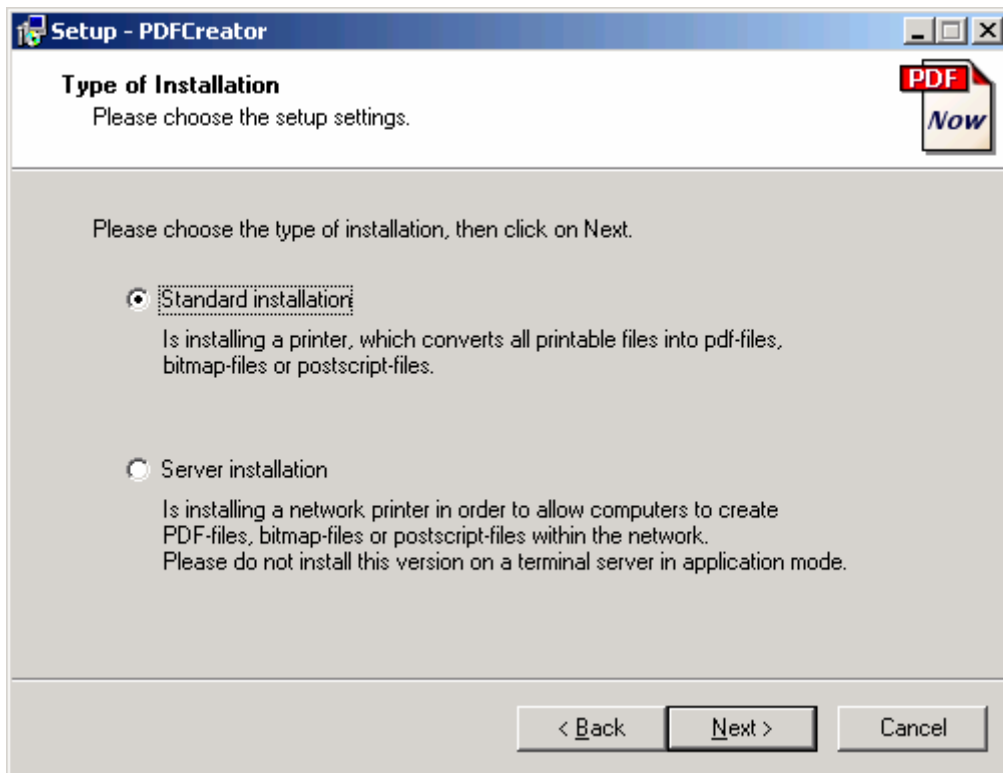 Setup - PDFCreator
Type of Installation
Please choose the setup settings.
PDF
Now
Please choose the type of installation, then click on Next.
Standard installation
Is installing a printer, which converts all printable files into pdf-files,
bitmap-files or postscript-files.
Server installation
Is installing a network printer in order to allow computers to create
PDF-files, bitmap-files or postscript-files within the network.
Please do not install this version on a terminal server in application mode.
< Back
Next >
Cancel